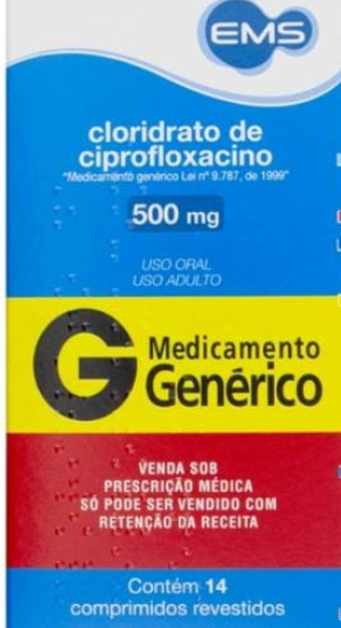 EMS
cloridrato de
ciprofloxacino
"Medicamento genérico Lei nº 9.787, de 1999"
500 mg
USO ORAL
USO ADULTO
G Medicamento
Genérico
VENDA SOB
PRESCRIÇÃO MÉDICA
SÓ PODE SER VENDIDO COM
RETENÇÃO DA RECEITA
Contém 14
comprimidos revestidos